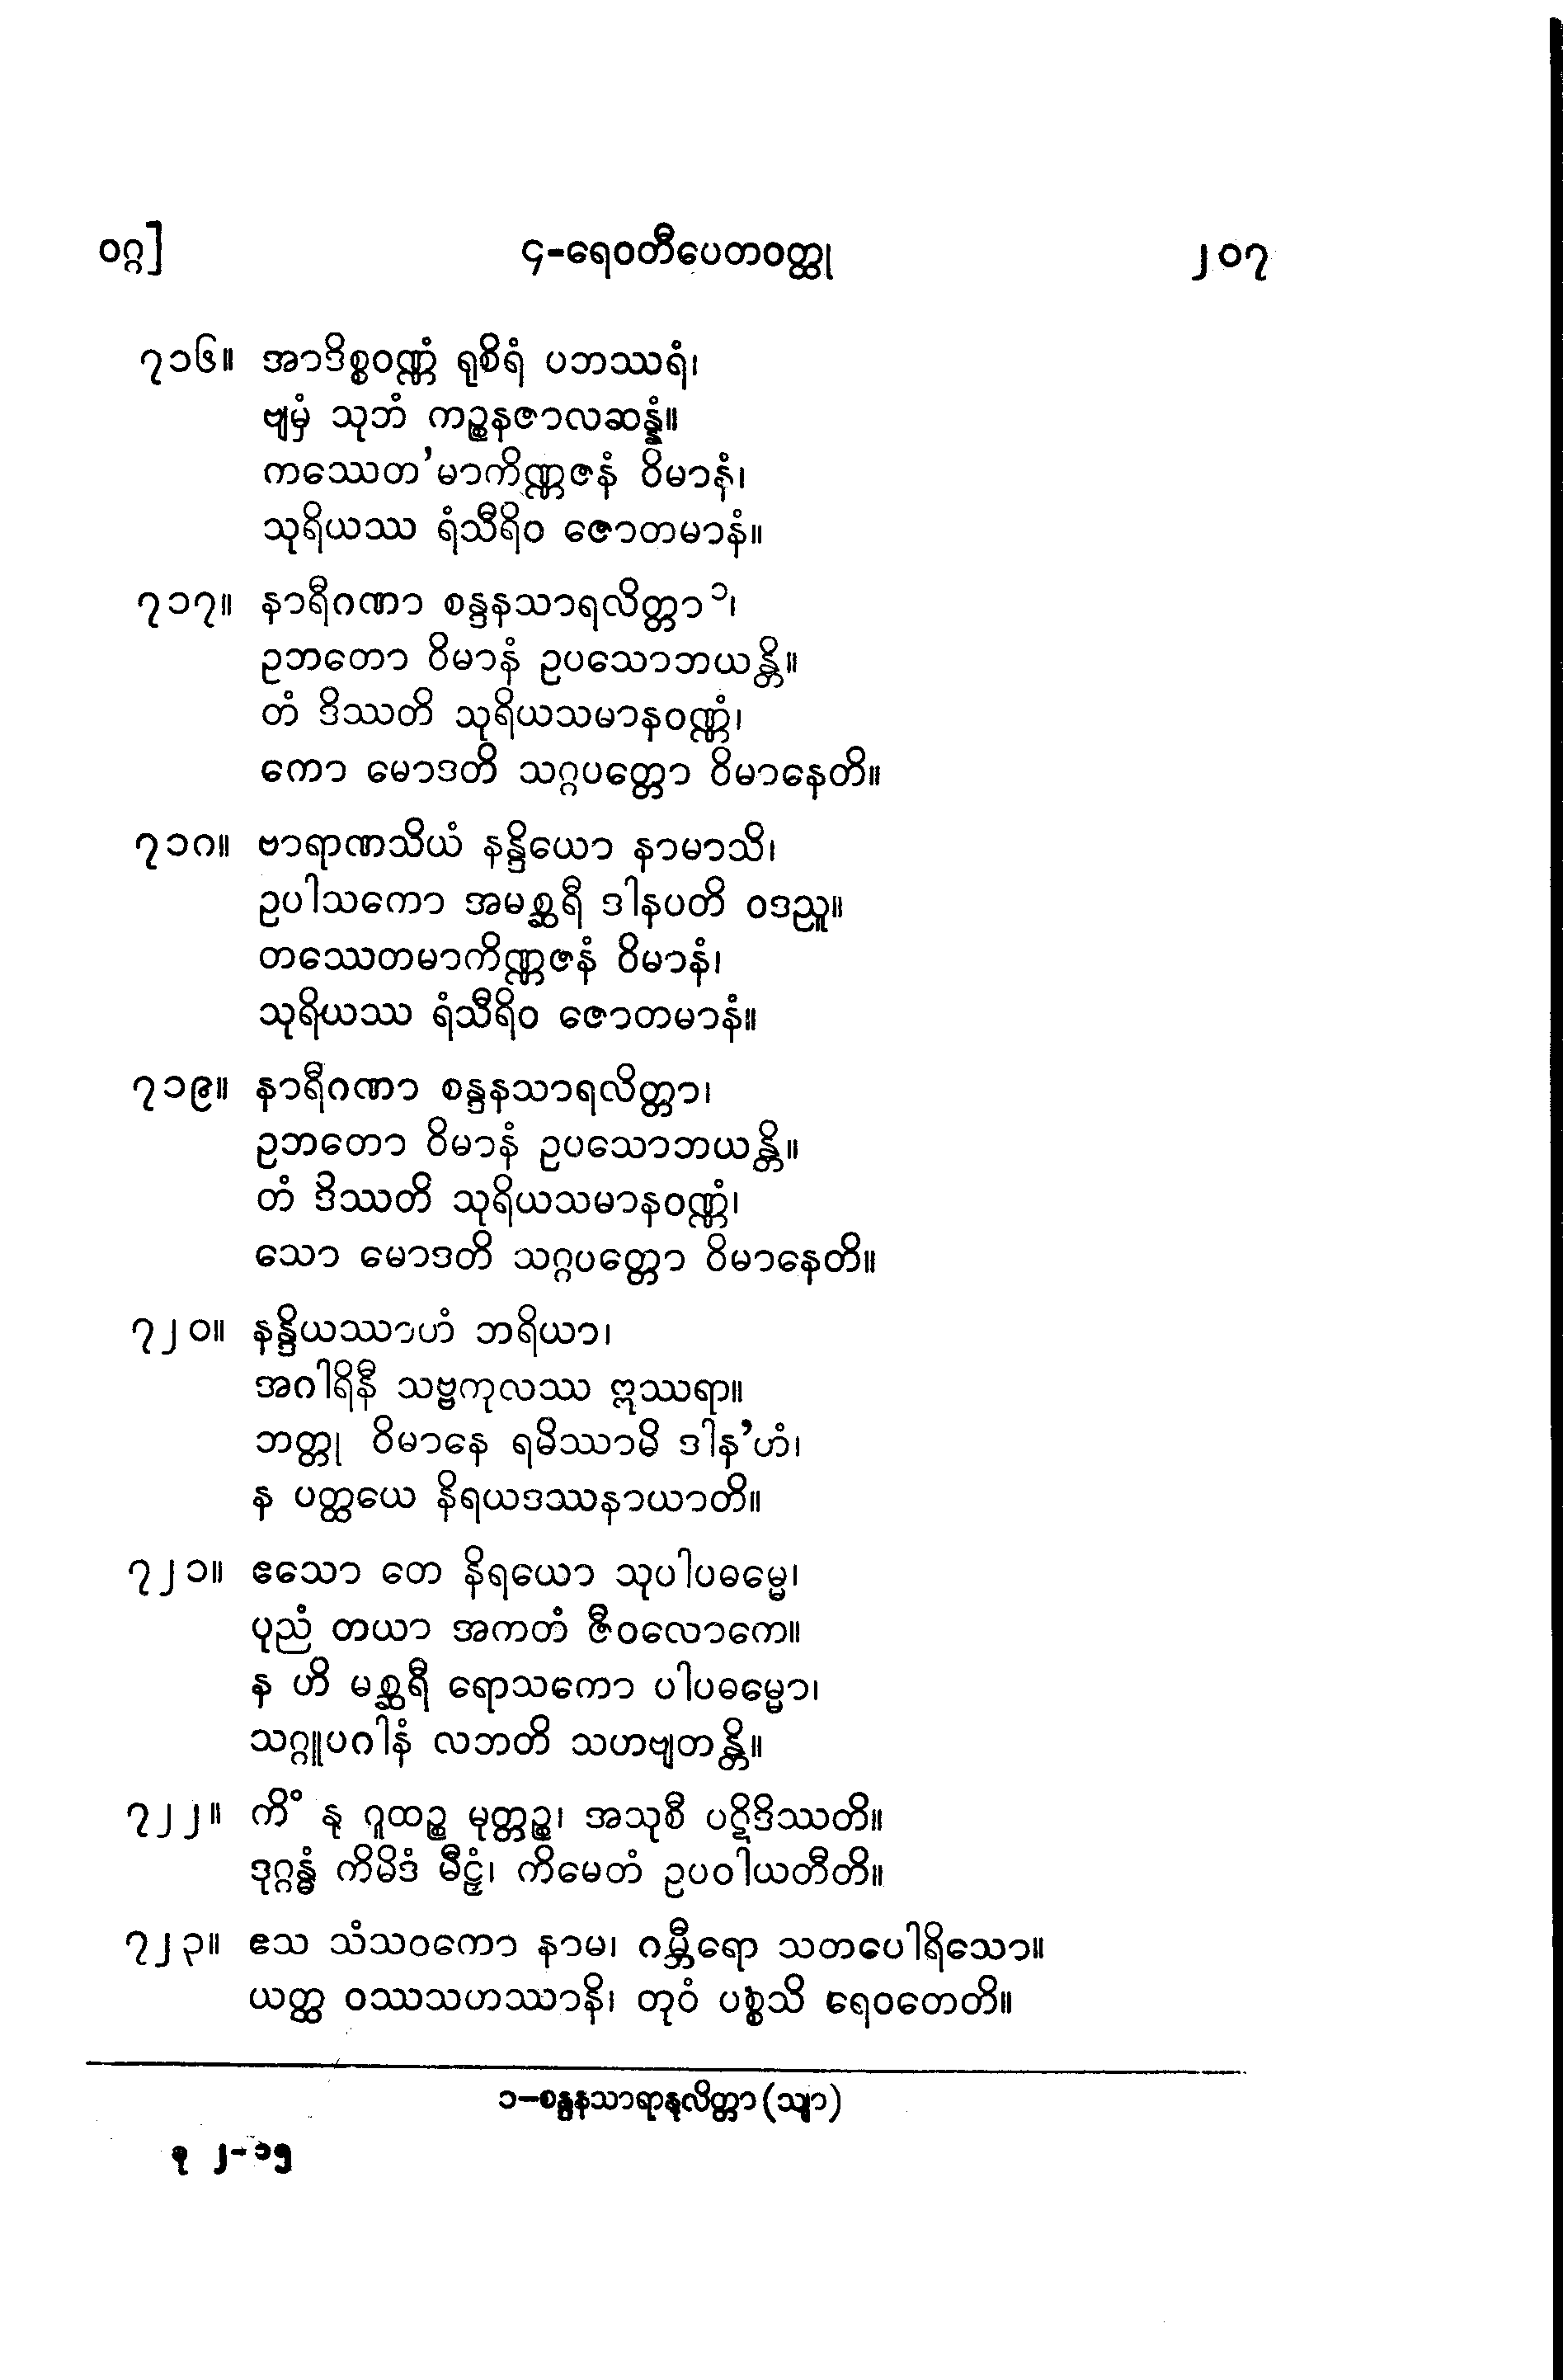 ဝဂ္ဂ]	၄-ရေဝတီပေတဝတ္ထု	၂၀၇
၇၁၆။ အာဒိစ္စဝဏ္ဏံ ရုစိရံ ပဘဿရံ၊
ဗျမှံ သုဘံ ကဉ္စနဇာလဆန္နံ။
ကဿေတ’မာကိဏ္ဏဇနံ ဝိမာနံ၊
သုရိယဿ ရံသီရိဝ ဇောတမာနံ။
၇၁၇။ နာရီဂဏာ စန္ဒနသာရလိတ္တာ ၁၊
ဥဘတော ဝိမာနံ ဥပသောဘယန္တိ။
တံ ဒိဿတိ သုရိယသမာနဝဏ္ဏံ၊
ကော မောဒတိ သဂ္ဂပတ္တော ဝိမာနေတိ။
၇၁၈။ ဗာရာဏသိယံ နန္ဒိယော နာမာသိ၊
ဥပါသကော အမစ္ဆရီ ဒါနပတိ ဝဒညူ။
တဿေတမာကိဏ္ဏဇနံ ဝိမာနံ၊
သုရိယဿ ရံသီရိဝ ဇောတမာနံ။
၇၁၉။ နာရီဂဏာ စန္ဒနသာရလိတ္တာ၊
ဥဘတော ဝိမာနံ ဥပသောဘယန္တိ။
တံ ဒိဿတိ သုရိယသမာနဝဏ္ဏံ၊
သော မောဒတိ သဂ္ဂပတ္တော ဝိမာနေတိ။
၇၂၀။ နန္ဒိယဿာဟံ ဘရိယာ၊
အဂါရိနီ သဗ္ဗကုလဿ ဣဿရာ။
ဘတ္တု ဝိမာနေ ရမိဿာမိ ဒါန’ဟံ၊
န ပတ္ထယေ နိရယဒဿနာယာတိ။
၇၂၁။ ဧသော တေ နိရယော သုပါပဓမ္မေ၊
ပုညံ တယာ အကတံ ဇီဝလောကေ။
န ဟိ မစ္ဆရီ ရောသကော ပါပဓမ္မော၊
သဂ္ဂူပဂါနံ လဘတိ သဟဗျတန္တိ။
၇၂၂။ ကိံ နု ဂူထဉ္စ မုတ္တဉ္စ၊ အသုစီ ပဋိဒိဿတိ။
ဒုဂ္ဂန္ဓံ ကိမိဒံ မီဠှံ၊ ကိမေတံ ဥပဝါယတီတိ။
၇၂၃။ ဧသ သံသဝကော နာမ၊ ဂမ္ဘီရော သတပေါရိသော။
ယတ္ထ ဝဿသဟဿာနိ၊ တုဝံ ပစ္စသိ ရေဝတေတိ။
၁-စန္ဒနသာရာနုလိတ္တာ (သျာ)
ခု ၂-၁၅